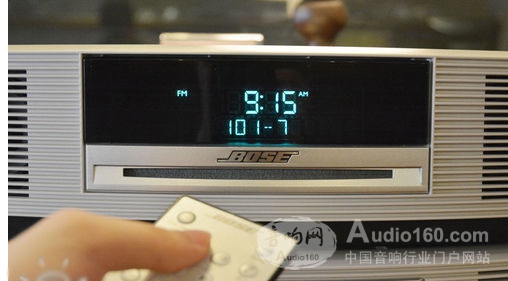 FM
9:15 AM
101--7
BOSE
音响网
Audio160
Audio160.com
中国音响行业门户网站